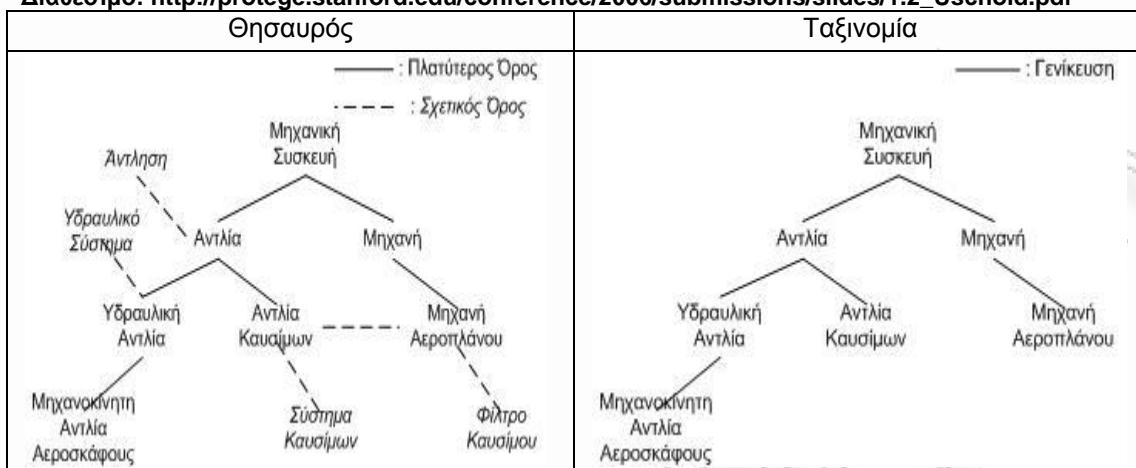 Διαθέσιμο: http://protege.stanford.edu/conference/2006/submissions/slides/1.2_Uschold.pdf
Θησαυρός
: Πλατύτερος Όρος
: Σχετικός Όρος
Μηχανική
Συσκευή
Άντληση
Υδραυλικό
Σύστημα
Αντλία
Μηχανή
Υδραυλική
Αντλία
Αντλία
Καυσίμων
Μηχανή
Αεροπλάνου
Μηχανοκίνητη
Αντλία
Αεροσκάφους
Σύστημα
Καυσίμων
Φίλτρο
Καυσίμου
Ταξινομία
: Γενίκευση
Μηχανική
Συσκευή
Αντλία
Μηχανή
Υδραυλική
Αντλία
Αντλία
Καυσίμων
Μηχανή
Αεροπλάνου
Μηχανοκίνητη
Αντλία
Αεροσκάφους